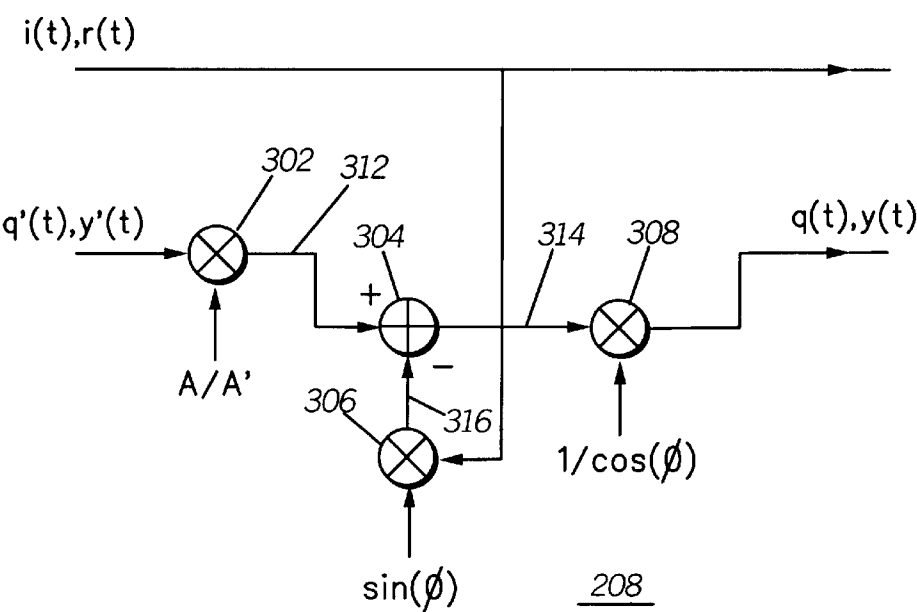 i(t),r(t)
302
312
q'(t),y'(t)
304
314
308
q(t),y(t)
+
−
A/A'
306
316
1/cos(ϕ)
sin(ϕ)
208